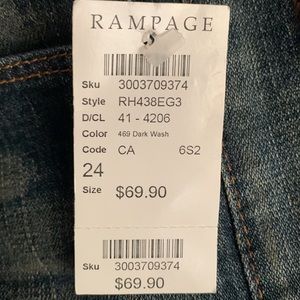 RAMPAGE
Sku 3003709374
Style RH438EG3
D/CL 41 - 4206
Color 469 Dark Wash
Code CA 6S2
24
Size $69.90
Sku 3003709374
$69.90